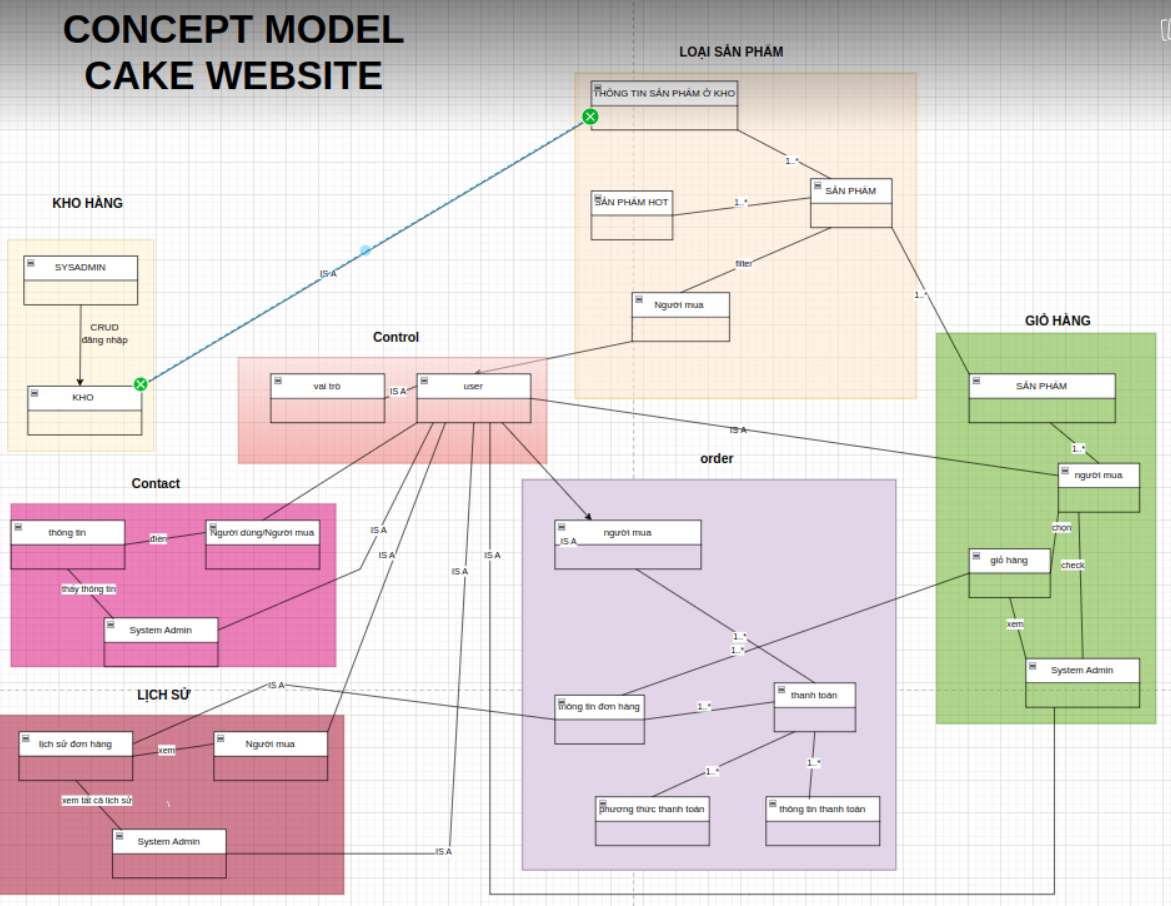 CONCEPT MODEL
CAKE WEBSITE
LOẠI SẢN PHẨM
THÔNG TIN SẢN PHẨM Ở KHO
1..*
SẢN PHẨM
SẢN PHẨM HOT
1..*
filter
Người mua
1..*
KHO HÀNG
SYSADMIN
CRUD
đăng nhập
KHO
IS A
Control
vai trò
IS A
user
IS A
GIỎ HÀNG
SẢN PHẨM
1..*
người mua
chọn
check
giỏ hàng
xem
System Admin
Contact
thông tin
điền
Người dùng/Người mua
thấy thông tin
System Admin
IS A
IS A
IS A
IS A
order
người mua
IS A
1..*
1..*
thông tin đơn hàng
1..*
thanh toán
1..*
1..*
phương thức thanh toán
thông tin thanh toán
LỊCH SỬ
IS A
lịch sử đơn hàng
xem
Người mua
xem tất cả lịch sử
System Admin
IS A